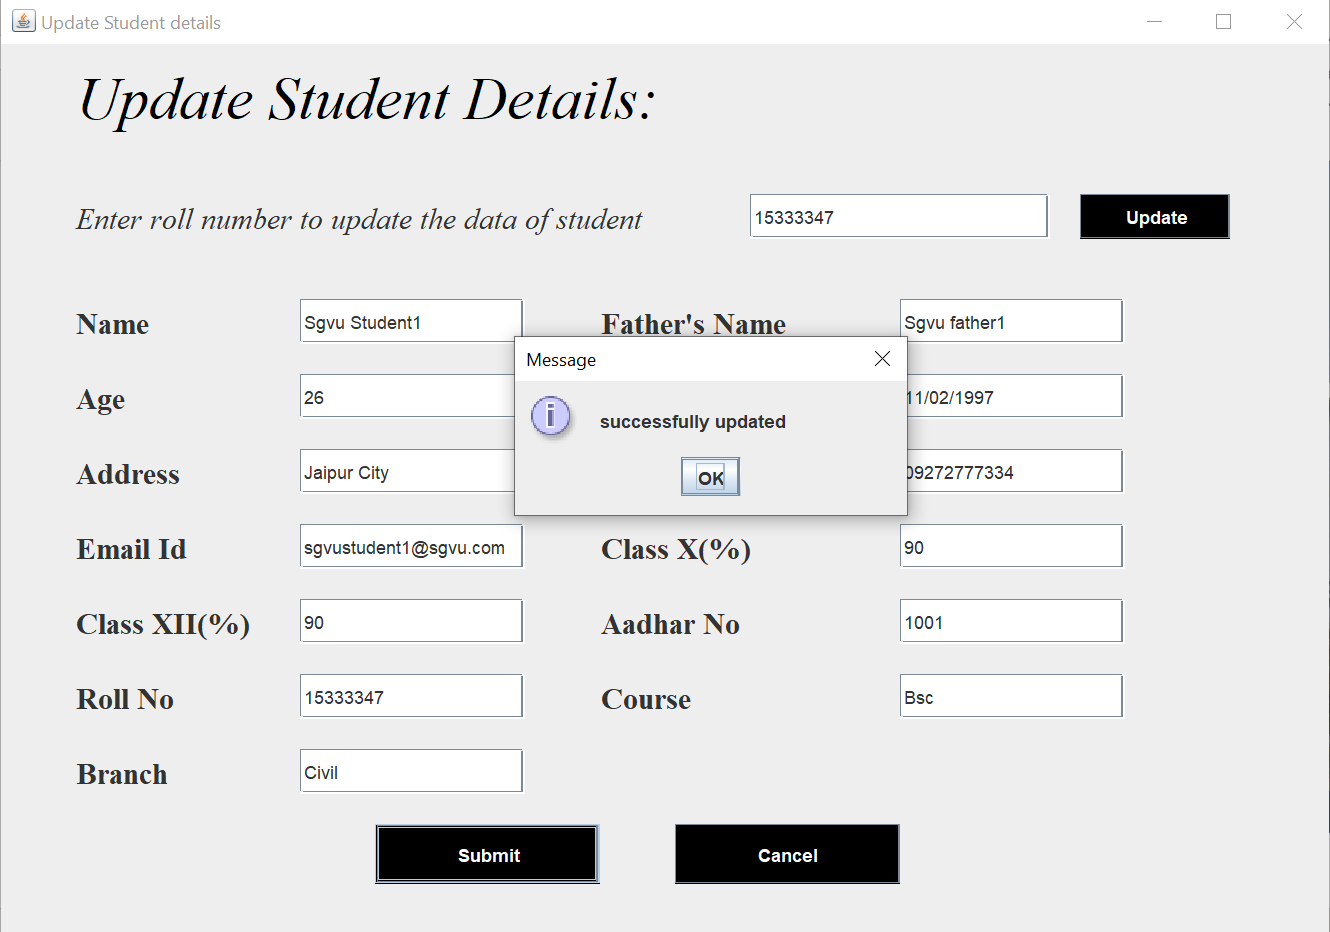 Update Student details
Update Student Details:
Enter roll number to update the data of student 15333347 Update
Name Sgvu Student1 Father's Name Sgvu father1
Message
Age 26 11/02/1997
successfully updated
Address Jaipur City 09272777334
OK
Email Id sgvustudent1@sgvu.com Class X(%) 90
Class XII(%) 90 Aadhar No 1001
Roll No 15333347 Course Bsc
Branch Civil
Submit Cancel